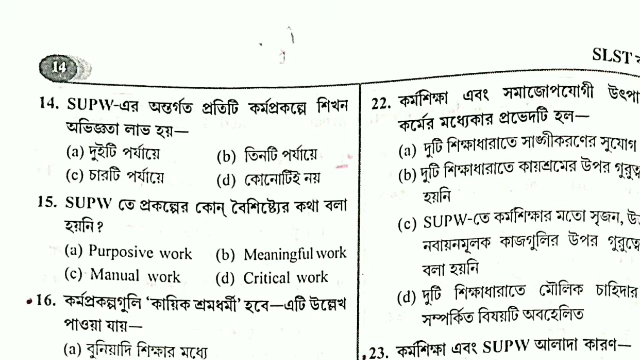 14
SLST
14. SUPW-এর অন্তর্গত প্রতিটি কর্মপ্রকল্পে শিখন
অভিজ্ঞতা লাভ হয়—
(a) দুইটি পর্যায়ে (b) তিনটি পর্যায়ে
(c) চারটি পর্যায়ে (d) কোনোটিই নয়
15. SUPW তে প্রকল্পের কোন্ বৈশিষ্ট্যের কথা বলা
হয়নি?
(a) Purposive work (b) Meaningful work
(c) Manual work (d) Critical work
16. কর্মপ্রকল্পগুলি ‘কায়িক শ্রমধর্মী’ হবে—এটি উল্লেখ
পাওয়া যায়—
(a) বুনিয়াদি শিক্ষার মধ্যে
22. কর্মশিক্ষা এবং সমাজোপযোগী উৎপা
কর্মের মধ্যেকার প্রভেদটি হল—
(a) দুটি শিক্ষাধারাতে সাঙ্গীকরণের সুযোগ
(b) দুটি শিক্ষাধারাতে কায়শ্রমের উপর গুরুত্ব
হয়নি
(c) SUPW-তে কর্মশিক্ষার মতো সৃজন, উ
নবায়নমূলক কাজগুলির উপর গুরুত্বে
বলা হয়নি
(d) দুটি শিক্ষাধারাতে মৌলিক চাহিদার
সম্পর্কিত বিষয়টি অবহেলিত
23. কর্মশিক্ষা এবং SUPW আলাদা কারণ—